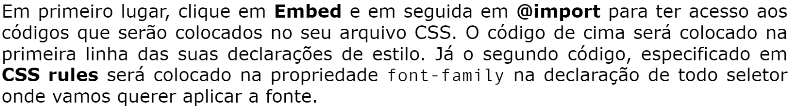 Em primeiro lugar, clique em Embed e em seguida em @import para ter acesso aos
códigos que serão colocados no seu arquivo CSS. O código de cima será colocado na
primeira linha das suas declarações de estilo. Já o segundo código, especificado em
CSS rules será colocado na propriedade font-family na declaração de todo seletor
onde vamos querer aplicar a fonte.